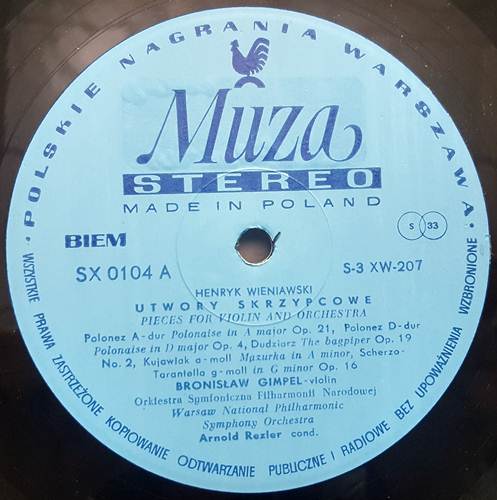 • POLSKIE NAGRANIA WARSZAWA •
Muza
STEREO
MADE IN POLAND
BIEM
S 33
SX 0104 A
S-3 XW-207
HENRYK WIENIAWSKI
UTWORY SKRZYPCOWE
PIECES FOR VIOLIN AND ORCHESTRA
Polonez A-dur Polonaise in A major Op. 21, Polonez D-dur
Polonaise in D major Op. 4, Dudziarz The bagpiper Op. 19
No. 2, Kujawiak a-moll Mazurka in A minor, Scherzo-
Tarantella g-moll in G minor Op. 16
BRONISŁAW GIMPEL-violin
Orkiestra Symfoniczna Filharmonii Narodowej
Warsaw National Philharmonic
Symphony Orchestra
Arnold Rezler cond.
WSZYSTKIE PRAWA ZASTRZEŻONE KOPIOWANIE ODTWARZANIE PUBLICZNE I RADIOWE BEZ UPOWAŻNIENIA WZBRONIONE